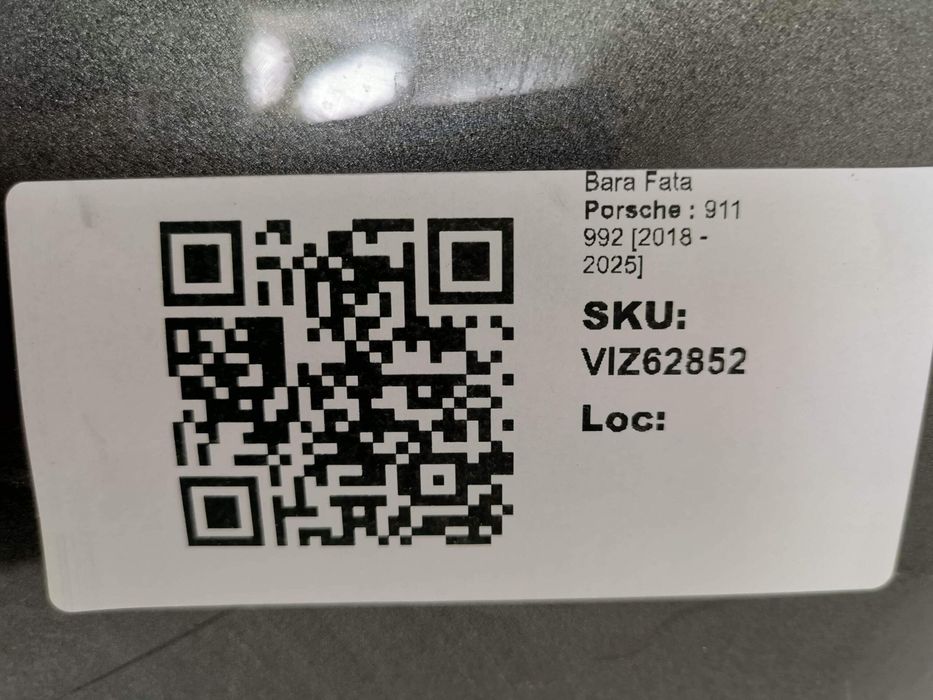 Bara Fata
Porsche : 911
992 [2018 -
2025]
SKU:
VIZ62852
Loc: